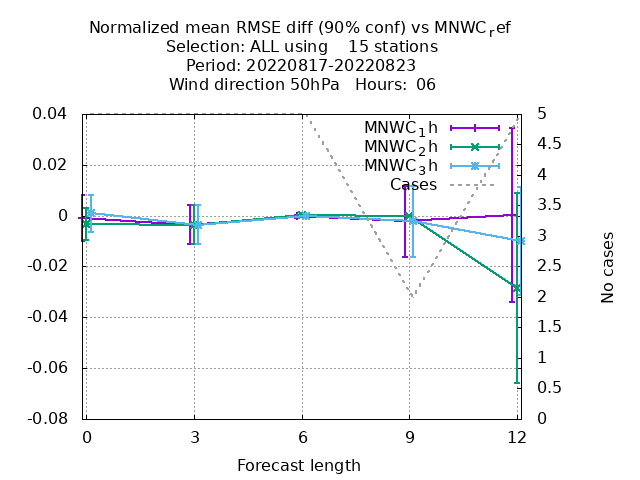 Normalized mean RMSE diff (90% conf) vs MNWC_ref
Selection: ALL using    15 stations
Period: 20220817-20220823
Wind direction 50hPa   Hours:  06
MNWC_1h
MNWC_2h
MNWC_3h
Cases
0.04
0.02
0
-0.02
-0.04
-0.06
-0.08
5
4.5
4
3.5
3
2.5
2
1.5
1
0.5
0
No cases
0 3 6 9 12
Forecast length